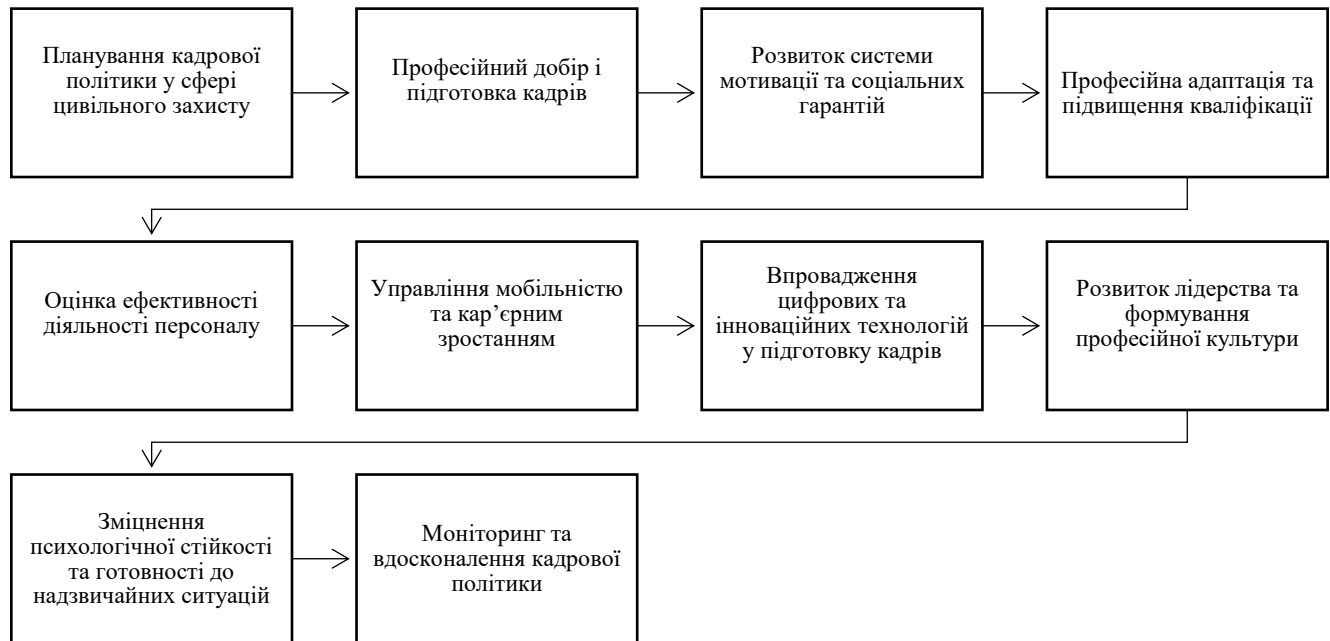 Планування кадрової
політики у сфері
цивільного захисту
Професійний добір і
підготовка кадрів
Розвиток системи
мотивації та соціальних
гарантій
Професійна адаптація та
підвищення кваліфікації
Оцінка ефективності
діяльності персоналу
Управління мобільністю
та кар’єрним
зростанням
Впровадження
цифрових та
інноваційних технологій
у підготовку кадрів
Розвиток лідерства та
формування
професійної культури
Зміцнення
психологічної стійкості
та готовності до
надзвичайних ситуацій
Моніторинг та
вдосконалення кадрової
політики